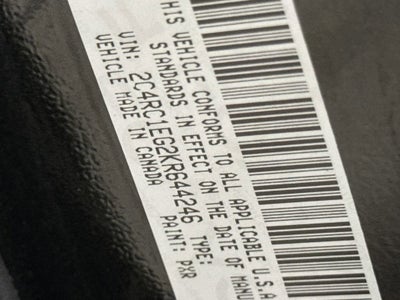 HIS VEHICLE CONFORMS TO ALL APPLICABLE U.S.A
STANDARDS IN EFFECT ON THE DATE OF MANU
VIN: 2C4RC1EG2KR644246 TYPE:
VEHICLE MADE IN CANADA PAINT: PXR